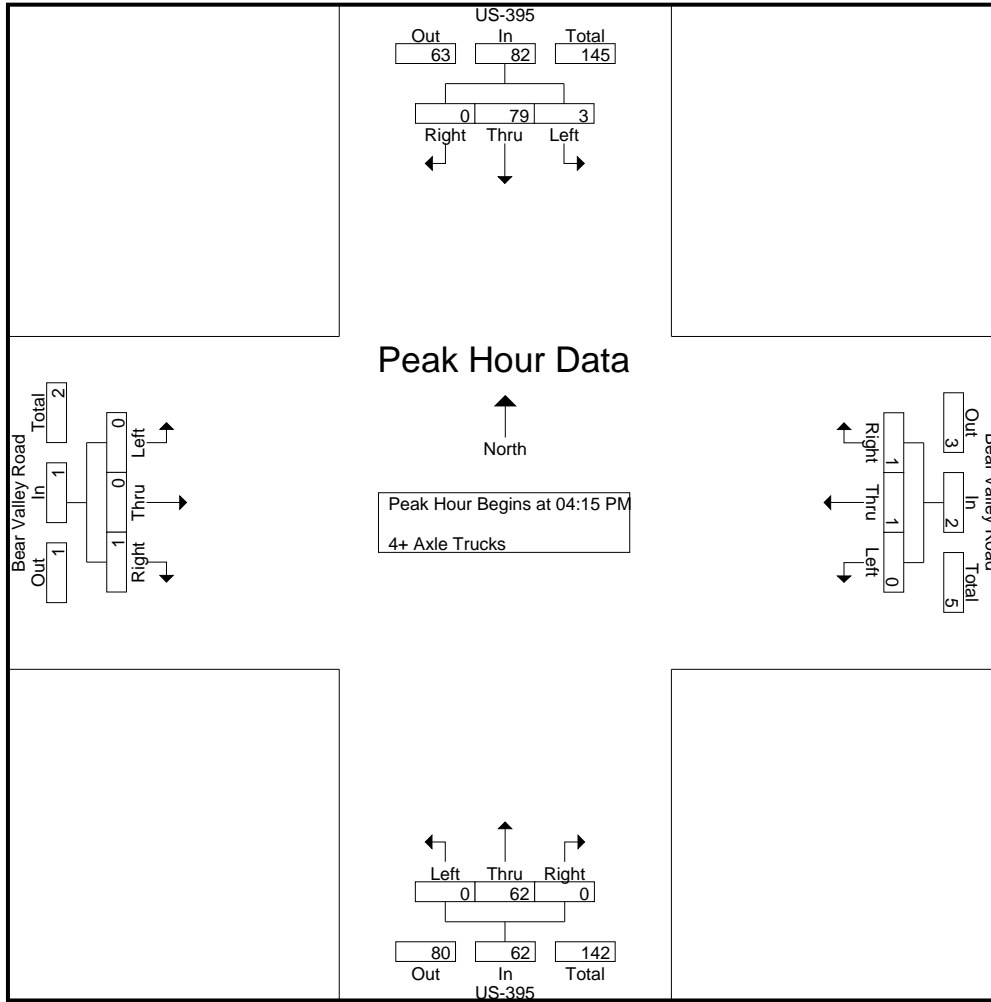 US-395
Out In Total
63 82 145
0 79 3
Right Thru Left
Peak Hour Data
North
Peak Hour Begins at 04:15 PM
4+ Axle Trucks
Bear Valley Road
Out In Total
1 1 2
Left Thru Right
0 0 1
Bear Valley Road
Out In Total
3 2 5
Right Thru Left
1 1 0
Left Thru Right
0 62 0
80 62 142
Out In Total
US-395